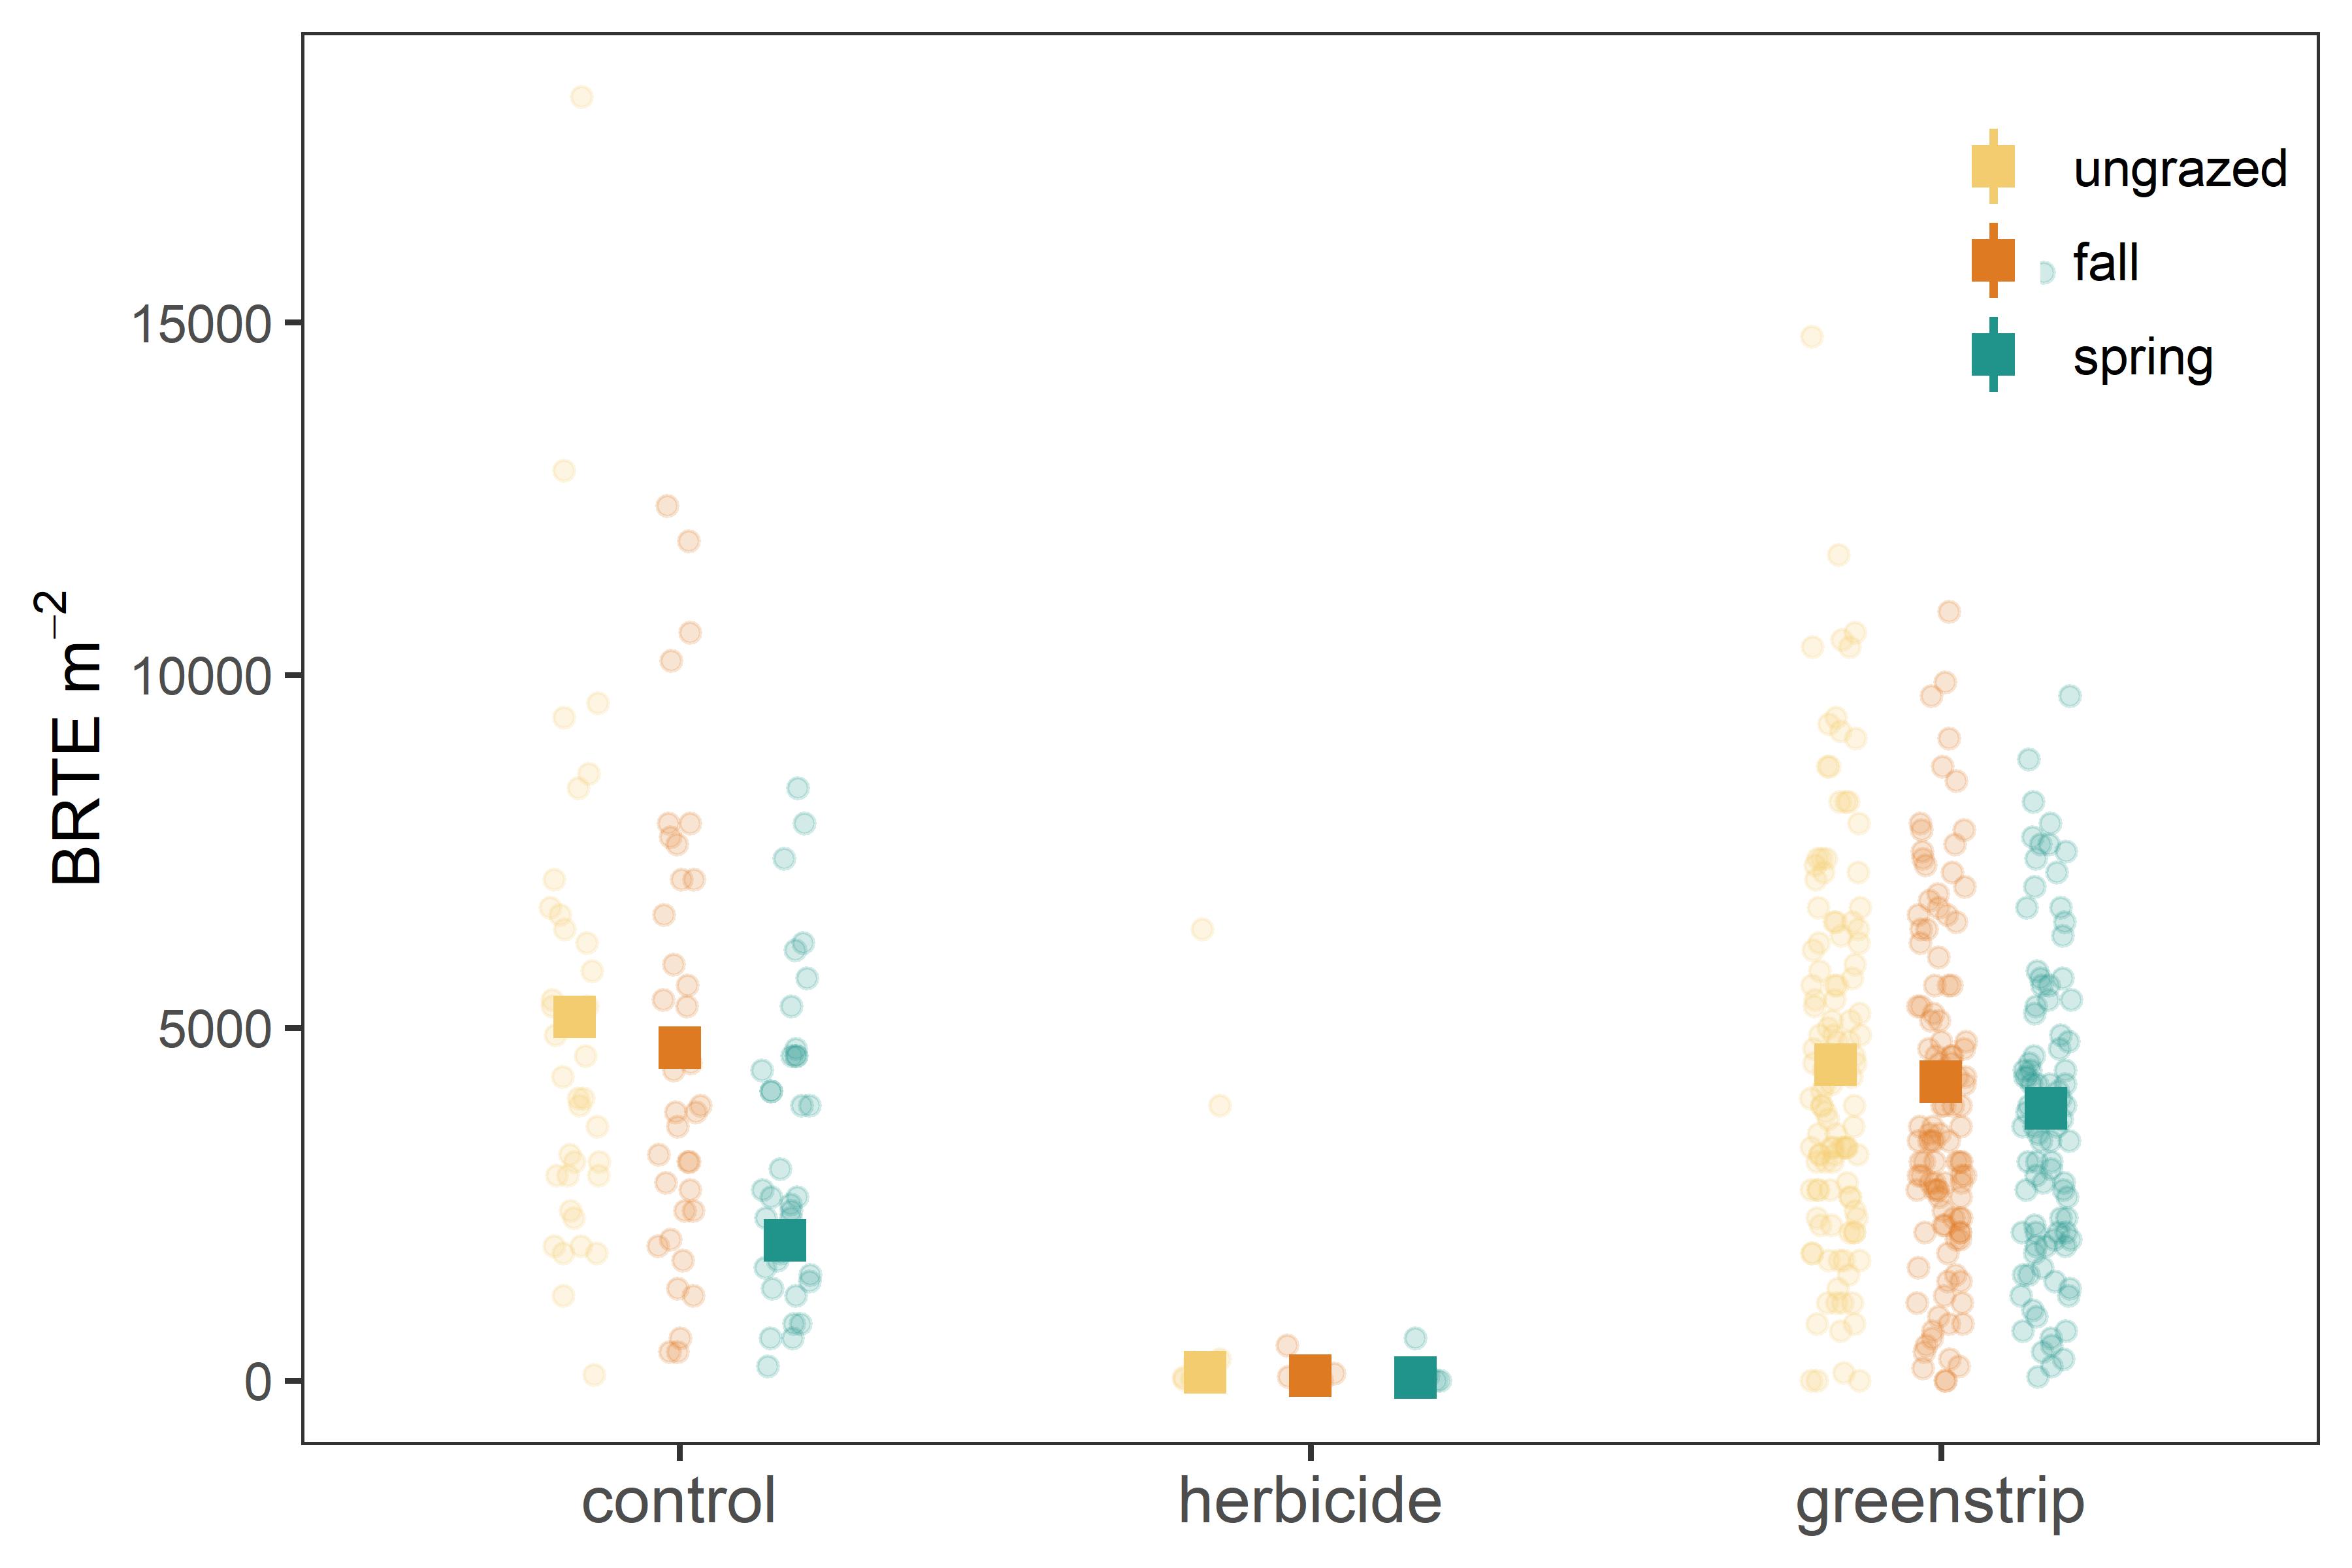 ungrazed
fall
spring
15000
10000
5000
0
BRTE m⁻²
control herbicide greenstrip